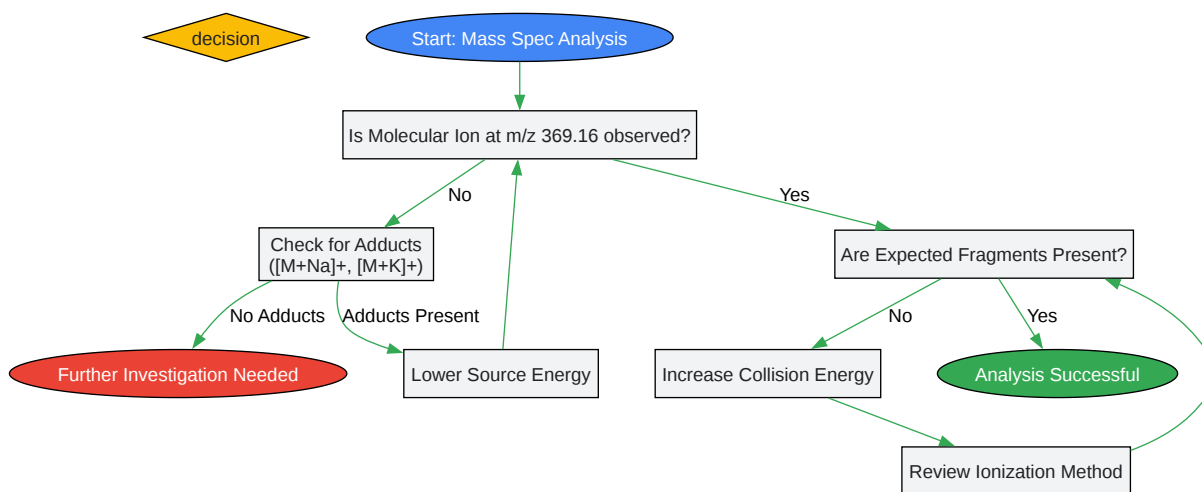 decision
Start: Mass Spec Analysis
Is Molecular Ion at m/z 369.16 observed?
No
Yes
Check for Adducts
([M+Na]+, [M+K]+)
Are Expected Fragments Present?
No Adducts
Adducts Present
No
Yes
Further Investigation Needed
Lower Source Energy
Increase Collision Energy
Analysis Successful
Review Ionization Method